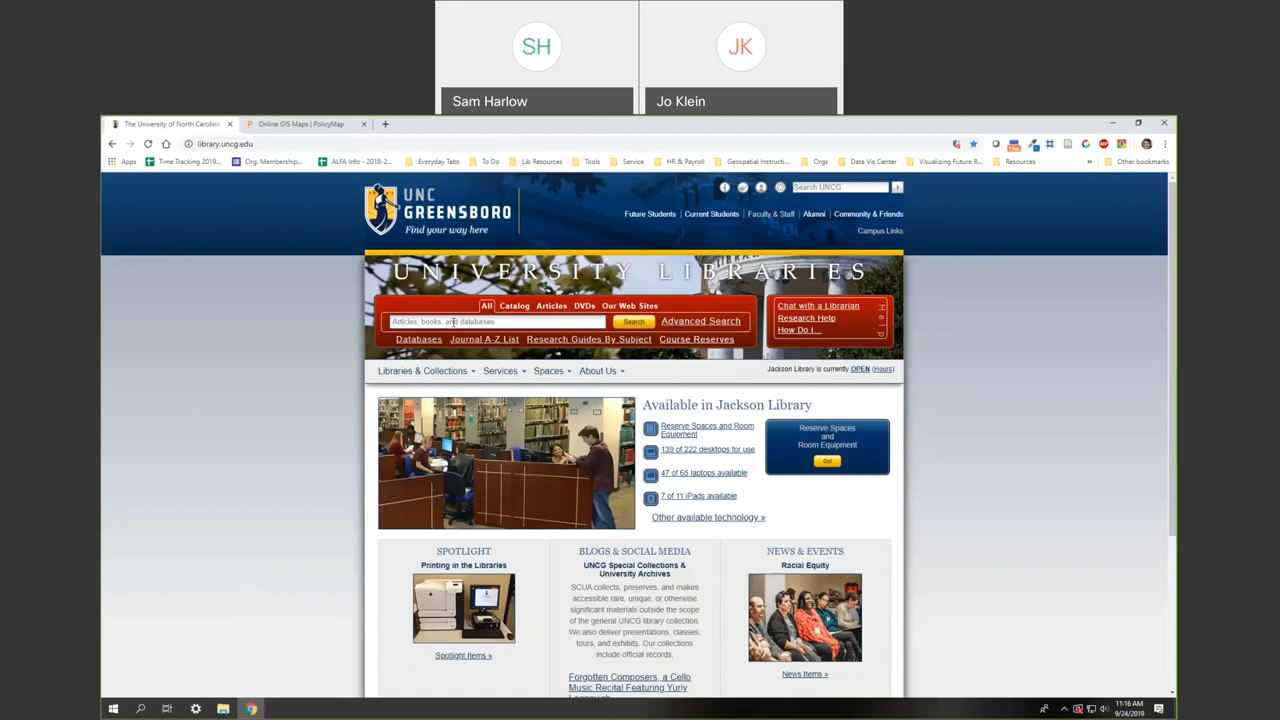 SH
JK
Sam Harlow
Jo Klein
The University of North Carolina
Online GIS Maps | PolicyMap
library.uncg.edu
Apps
Time Tracking 2019...
Org. Membership...
ALFA Info - 2018-2...
Everyday Tabs
To Do
Lib Resources
Tools
Service
HR & Payroll
Geospatial Instructi...
Orgs
Data Vis Center
Visualizing Future R...
Resources
»
Other bookmarks
UNC
GREENSBORO
Find your way here
Search UNCG
Future Students
Current Students
Faculty & Staff
Alumni
Community & Friends
Campus Links
UNIVERSITY LIBRARIES
All Catalog Articles DVDs Our Web Sites
Articles, books, and databases
Search
Advanced Search
Databases Journal A-Z List Research Guides By Subject Course Reserves
Chat with a Librarian
Research Help
How Do I...
Help
Libraries & Collections
Services
Spaces
About Us
Jackson Library is currently OPEN (Hours)
Available in Jackson Library
Reserve Spaces and Room
Equipment
139 of 222 desktops for use
47 of 65 laptops available
7 of 11 iPads available
Other available technology »
Reserve Spaces
and
Room Equipment
Go!
SPOTLIGHT
Printing in the Libraries
Spotlight Items »
BLOGS & SOCIAL MEDIA
UNCG Special Collections &
University Archives
SCUA collects, preserves, and makes
accessible rare, unique, or otherwise
significant materials outside the scope
of the general UNCG library collection.
We also deliver presentations, classes,
tours, and exhibits. Our collections
include official records,
Forgotten Composers, a Cello
Music Recital Featuring Yuriy
NEWS & EVENTS
Racial Equity
News Items »
11:16 AM
9/24/2019